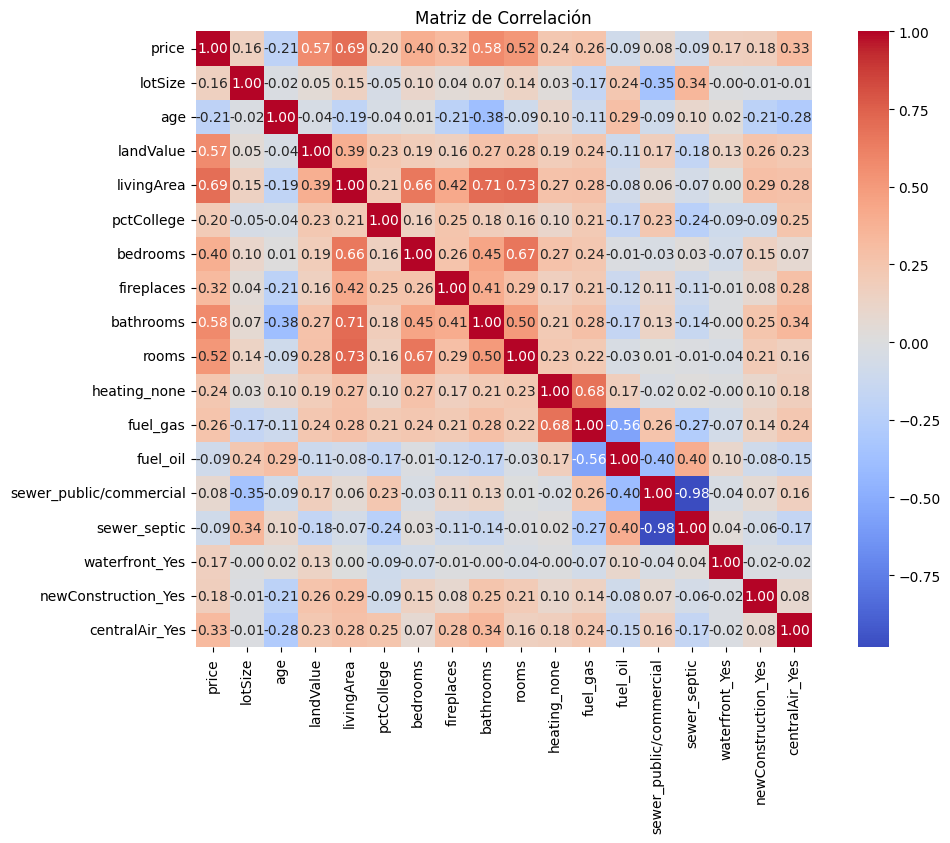 Matriz de Correlación
price 1.00 0.16 -0.21 0.57 0.69 0.20 0.40 0.32 0.58 0.52 0.24 0.26 -0.09 0.08 -0.09 0.17 0.18 0.33
lotSize 0.16 1.00 -0.02 0.05 0.15 -0.05 0.10 0.04 0.07 0.14 0.03 -0.17 0.24 -0.35 0.34 -0.00 -0.01 -0.01
age -0.21 -0.02 1.00 -0.04 -0.19 -0.04 0.01 -0.21 -0.38 -0.09 0.10 -0.11 0.29 -0.09 0.10 0.02 -0.21 -0.28
landValue 0.57 0.05 -0.04 1.00 0.39 0.23 0.19 0.16 0.27 0.28 0.19 0.24 -0.11 0.17 -0.18 0.13 0.26 0.23
livingArea 0.69 0.15 -0.19 0.39 1.00 0.21 0.66 0.42 0.71 0.73 0.27 0.28 -0.08 0.06 -0.07 0.00 0.29 0.28
pctCollege 0.20 -0.05 -0.04 0.23 0.21 1.00 0.16 0.25 0.18 0.16 0.10 0.21 -0.17 0.23 -0.24 -0.09 -0.09 0.25
bedrooms 0.40 0.10 0.01 0.19 0.66 0.16 1.00 0.26 0.45 0.67 0.27 0.24 -0.01 -0.03 0.03 -0.07 0.15 0.07
fireplaces 0.32 0.04 -0.21 0.16 0.42 0.25 0.26 1.00 0.41 0.29 0.17 0.21 -0.12 0.11 -0.11 -0.01 0.08 0.28
bathrooms 0.58 0.07 -0.38 0.27 0.71 0.18 0.45 0.41 1.00 0.50 0.21 0.28 -0.17 0.13 -0.14 -0.00 0.25 0.34
rooms 0.52 0.14 -0.09 0.28 0.73 0.16 0.67 0.29 0.50 1.00 0.23 0.22 -0.03 0.01 -0.01 -0.04 0.21 0.16
heating_none 0.24 0.03 0.10 0.19 0.27 0.10 0.27 0.17 0.21 0.23 1.00 0.68 0.17 -0.02 0.02 -0.00 0.10 0.18
fuel_gas 0.26 -0.17 -0.11 0.24 0.28 0.21 0.24 0.21 0.28 0.22 0.68 1.00 -0.56 0.26 -0.27 -0.07 0.14 0.24
fuel_oil -0.09 0.24 0.29 -0.11 -0.08 -0.17 -0.01 -0.12 -0.17 -0.03 0.17 -0.56 1.00 -0.40 0.40 0.10 -0.08 -0.15
sewer_public/commercial 0.08 -0.35 -0.09 0.17 0.06 0.23 -0.03 0.11 0.13 0.01 -0.02 0.26 -0.40 1.00 -0.98 -0.04 0.07 0.16
sewer_septic -0.09 0.34 0.10 -0.18 -0.07 -0.24 0.03 -0.11 -0.14 -0.01 0.02 -0.27 0.40 -0.98 1.00 0.04 -0.06 -0.17
waterfront_Yes 0.17 -0.00 0.02 0.13 0.00 -0.09 -0.07 -0.01 -0.00 -0.04 -0.00 -0.07 0.10 -0.04 0.04 1.00 -0.02 -0.02
newConstruction_Yes 0.18 -0.01 -0.21 0.26 0.29 -0.09 0.15 0.08 0.25 0.21 0.10 0.14 -0.08 0.07 -0.06 -0.02 1.00 0.08
centralAir_Yes 0.33 -0.01 -0.28 0.23 0.28 0.25 0.07 0.28 0.34 0.16 0.18 0.24 -0.15 0.16 -0.17 -0.02 0.08 1.00
price
lotSize
age
landValue
livingArea
pctCollege
bedrooms
fireplaces
bathrooms
rooms
heating_none
fuel_gas
fuel_oil
sewer_public/commercial
sewer_septic
waterfront_Yes
newConstruction_Yes
centralAir_Yes
1.00
0.75
0.50
0.25
0.00
−0.25
−0.50
−0.75